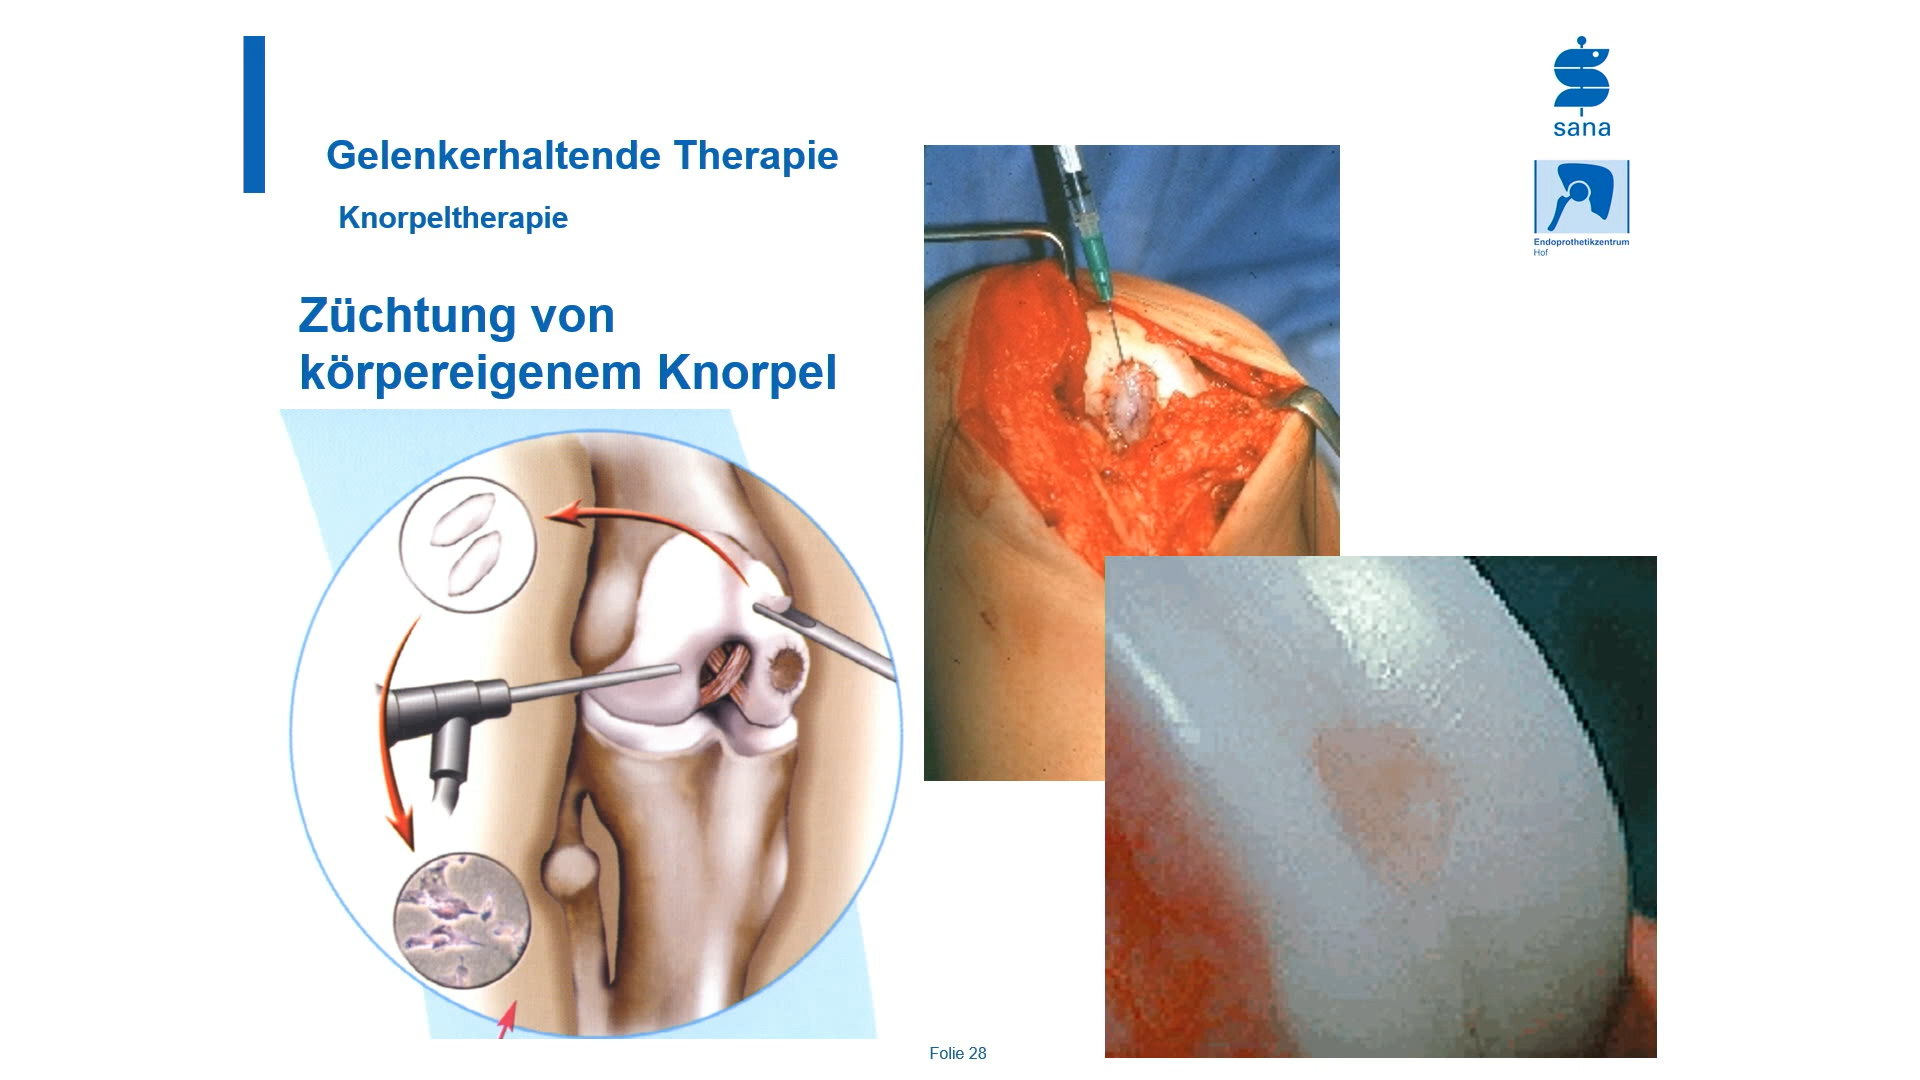 sana
Gelenkerhaltende Therapie
Knorpeltherapie
Endoprothetikzentrum
Hof
Züchtung von
körpereigenem Knorpel
Folie 28